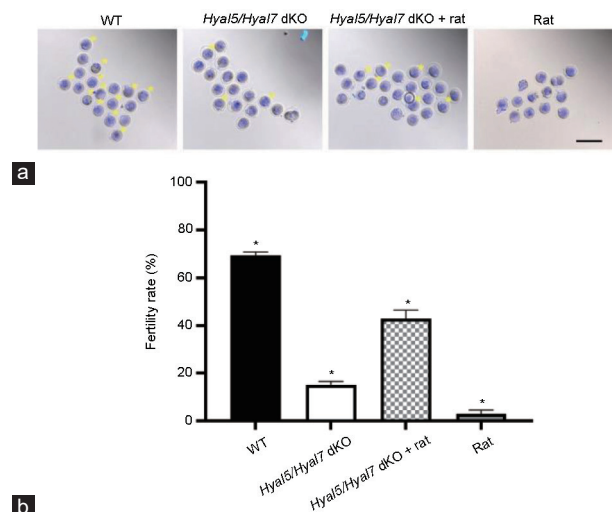 WT
Hyal5/Hyal7 dKO
Hyal5/Hyal7 dKO + rat
Rat
a
100
80
60
40
20
0
Fertility rate (%)
*
*
*
*
WT
Hyal5/Hyal7 dKO
Hyal5/Hyal7 dKO + rat
Rat
b